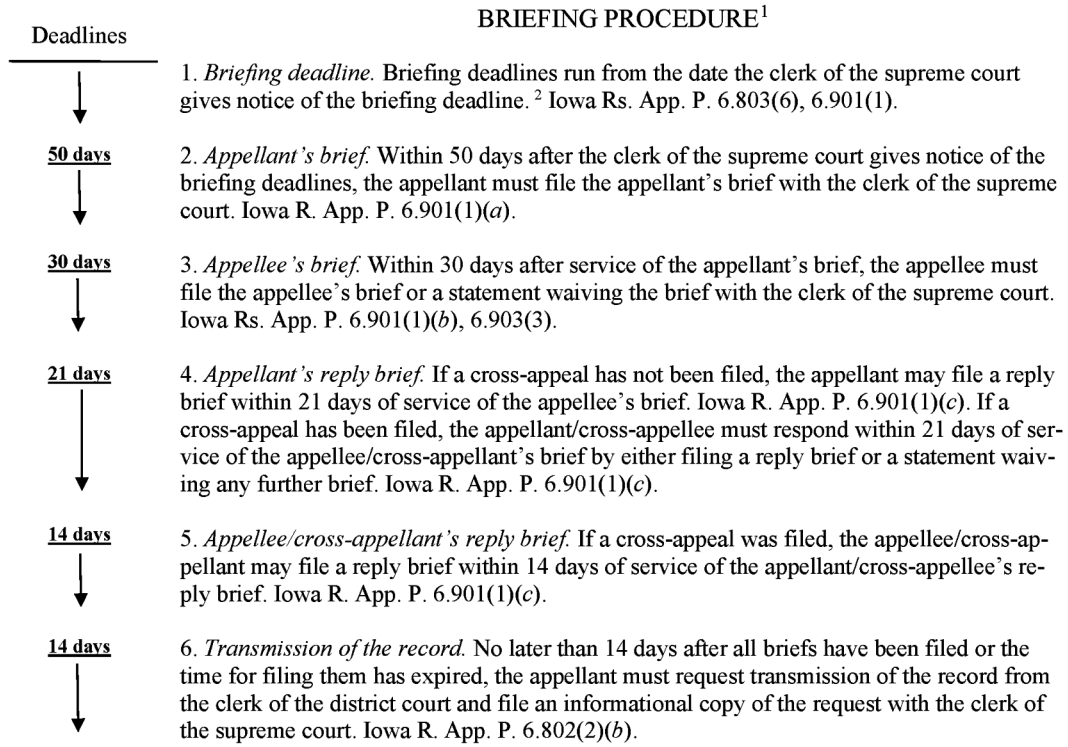 BRIEFING PROCEDURE1
Deadlines
1. Briefing deadline. Briefing deadlines run from the date the clerk of the supreme court
gives notice of the briefing deadline. 2 Iowa Rs. App. P. 6.803(6), 6.901(1).
50 days
2. Appellant’s brief. Within 50 days after the clerk of the supreme court gives notice of the
briefing deadlines, the appellant must file the appellant’s brief with the clerk of the supreme
court. Iowa R. App. P. 6.901(1)(a).
30 days
3. Appellee’s brief. Within 30 days after service of the appellant’s brief, the appellee must
file the appellee’s brief or a statement waiving the brief with the clerk of the supreme court.
Iowa Rs. App. P. 6.901(1)(b), 6.903(3).
21 days
4. Appellant’s reply brief. If a cross-appeal has not been filed, the appellant may file a reply
brief within 21 days of service of the appellee’s brief. Iowa R. App. P. 6.901(1)(c). If a
cross-appeal has been filed, the appellant/cross-appellee must respond within 21 days of ser-
vice of the appellee/cross-appellant’s brief by either filing a reply brief or a statement waiv-
ing any further brief. Iowa R. App. P. 6.901(1)(c).
14 days
5. Appellee/cross-appellant’s reply brief. If a cross-appeal was filed, the appellee/cross-ap-
pellant may file a reply brief within 14 days of service of the appellant/cross-appellee’s re-
ply brief. Iowa R. App. P. 6.901(1)(c).
14 days
6. Transmission of the record. No later than 14 days after all briefs have been filed or the
time for filing them has expired, the appellant must request transmission of the record from
the clerk of the district court and file an informational copy of the request with the clerk of
the supreme court. Iowa R. App. P. 6.802(2)(b).